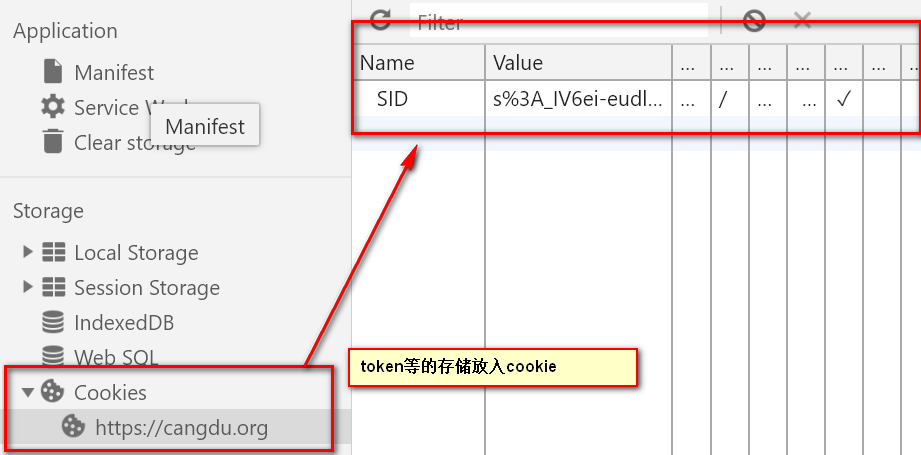 Application
Manifest
Service
Manifest
Clear storage
Storage
Local Storage
Session Storage
IndexedDB
Web SQL
Cookies
https://cangdu.org
Filter
Name Value ... ... ... ... ... ... ...
SID s%3A_lV6ei-eudl... ... / ... ... ✓
token等的存储放入cookie